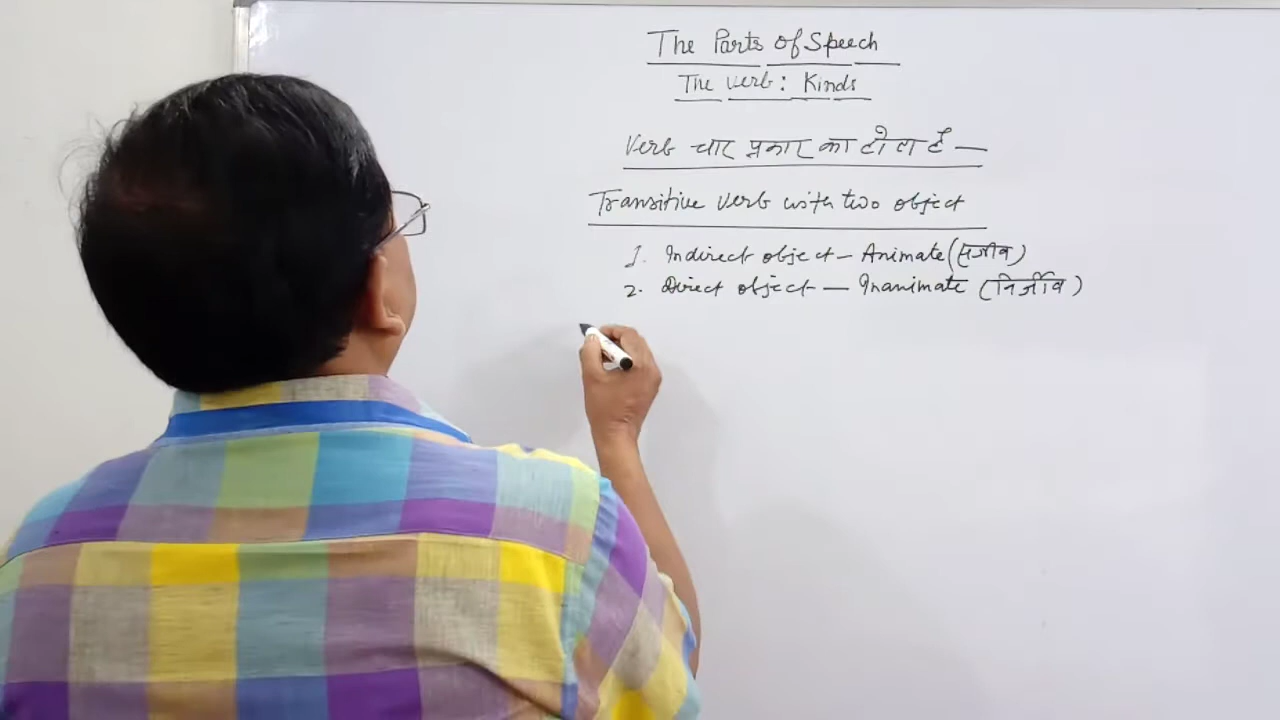 The Parts of Speech
The Verb: Kinds
Verb चार प्रकार का होता है —
Transitive Verb with two object
1. Indirect object – Animate (सजीव)
2. Direct object — Inanimate (निर्जीव)